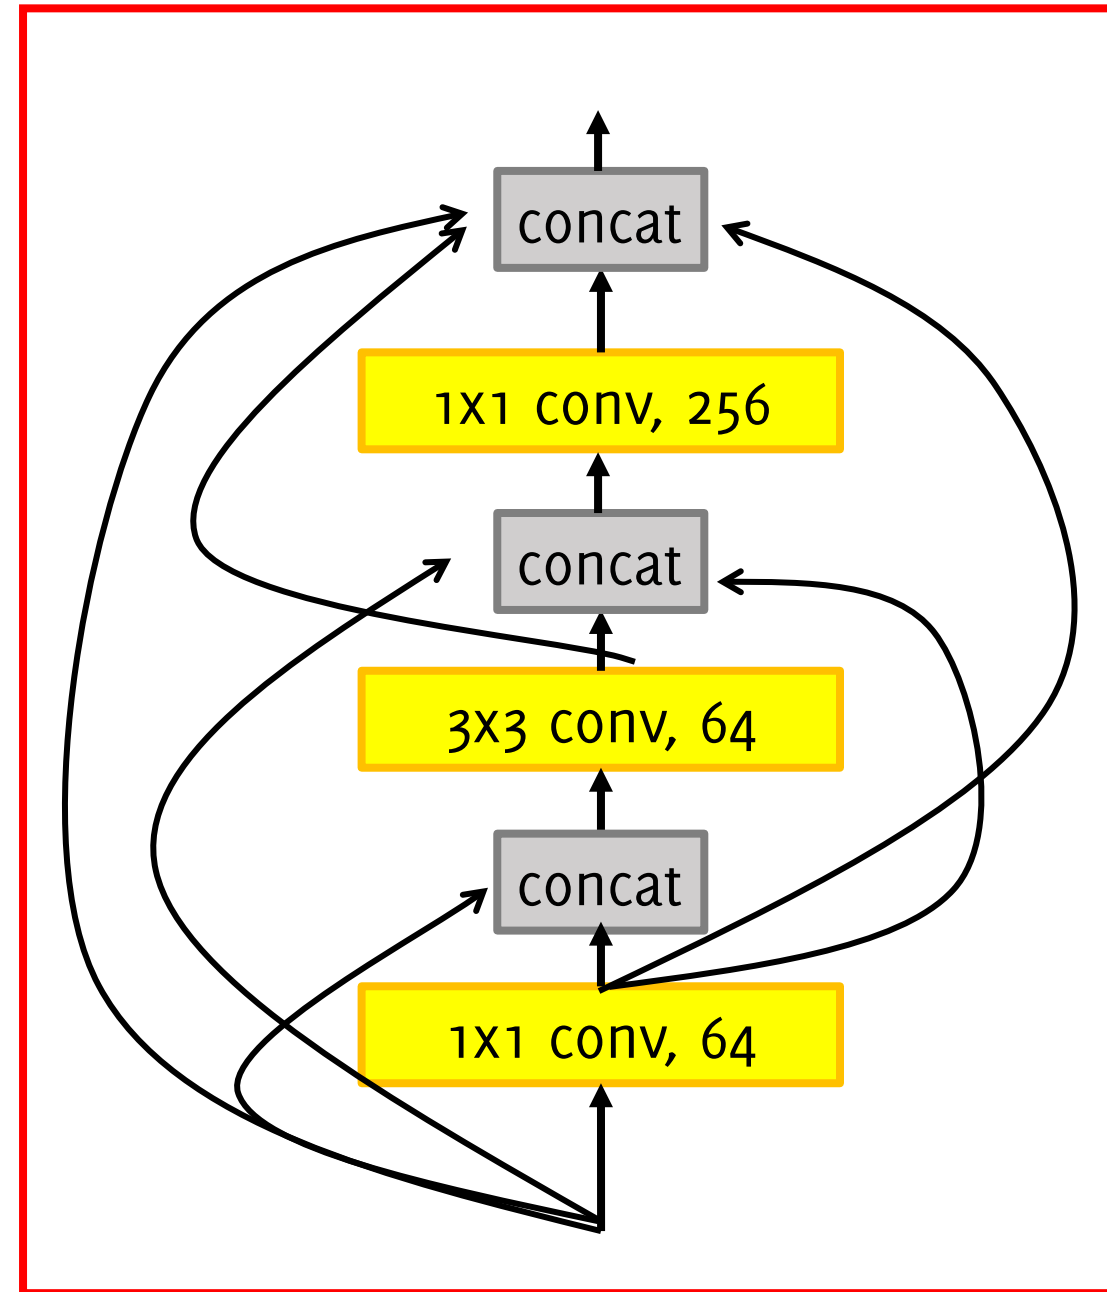 concat
1x1 conv, 256
concat
3x3 conv, 64
concat
1x1 conv, 64